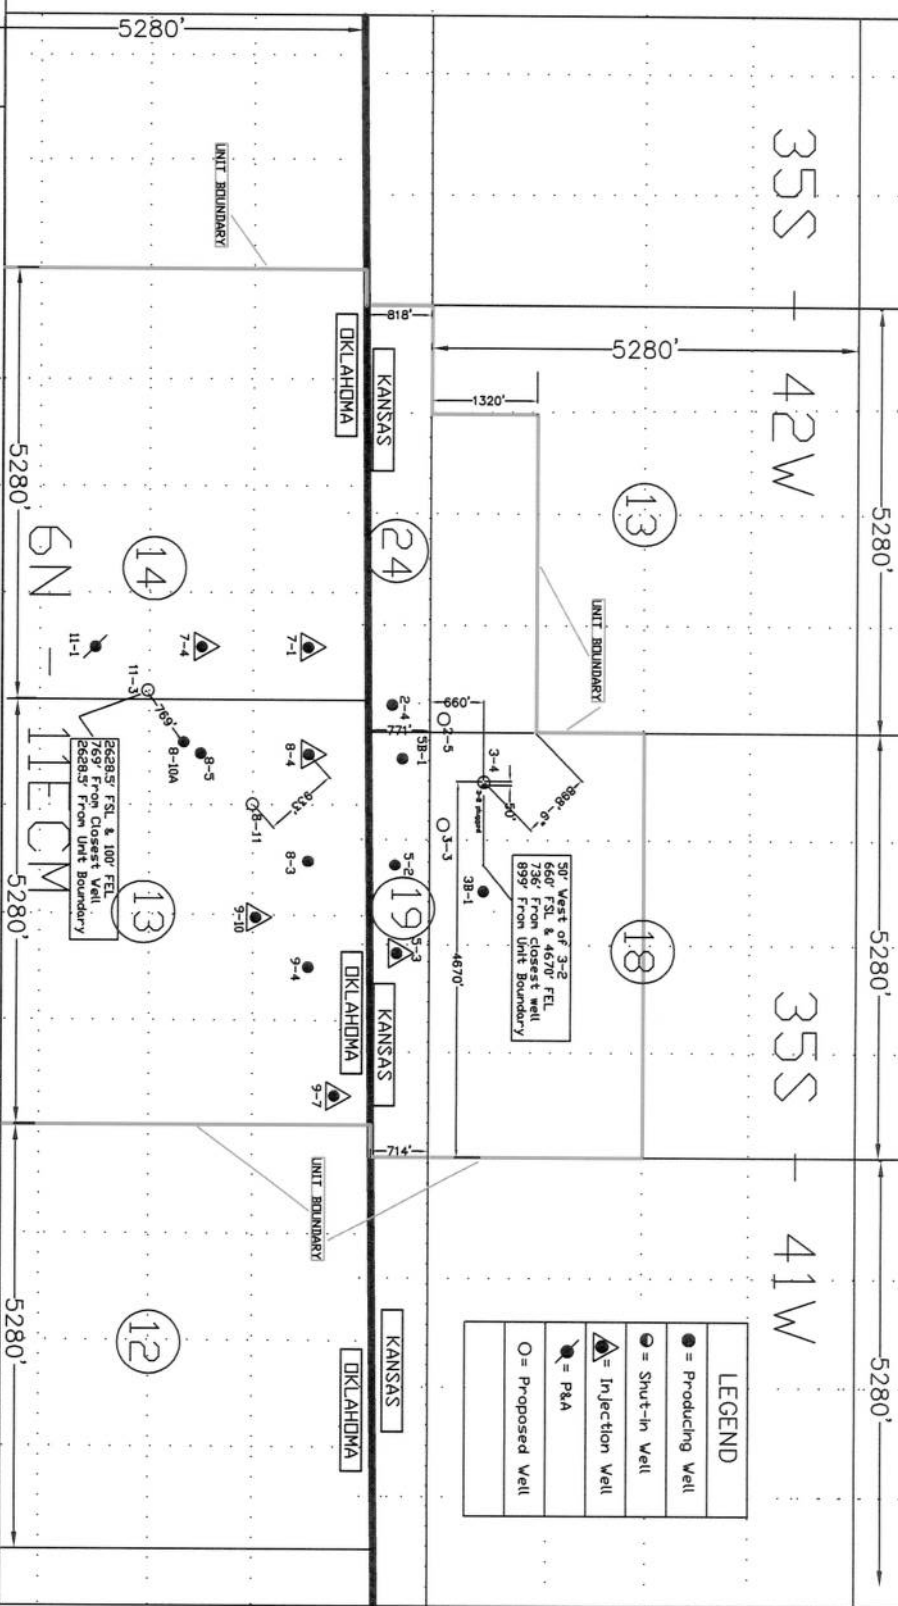 35S — 42W
35S — 41W
5280'
5280'
5280'
5280'
5280'
13
18
UNIT BOUNDARY
1320'
818'
660'
771'
714'
898'
50'
4670'
50' West of 3-2
660' FSL & 4670' FEL
736' From closest well
899' From Unit Boundary
3-4
3-3
3B-1
2-5
2-4
5B-1
5-2
5-3
24
19
KANSAS
OKLAHOMA
KANSAS
OKLAHOMA
KANSAS
OKLAHOMA
LEGEND
= Producing Well
= Shut-in Well
= Injection Well
= P&A
= Proposed Well
UNIT BOUNDARY
UNIT BOUNDARY
5280'
7-1
7-4
11-1
11-3
769'
8-10A
8-5
8-4
933'
8-11
8-3
9-10
9-4
9-7
14
13
12
2628.5' FSL & 100' FEL
769' From Closest Well
2628.5' From Unit Boundary
6N — 11ECM
5280'
5280'
5280'